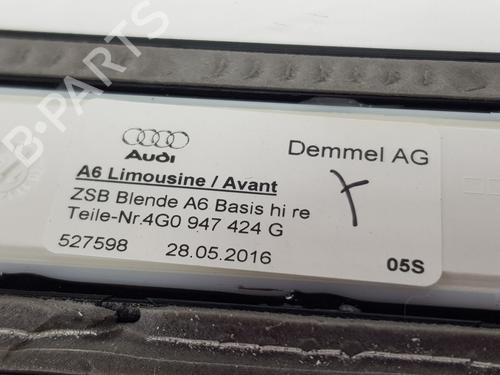 Audi
Demmel AG
A6 Limousine / Avant
ZSB Blende A6 Basis hi re
Teile-Nr.4G0 947 424 G
527598 28.05.2016 05S
B-PARTS